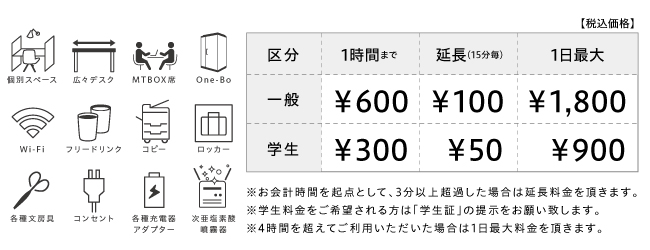 個別スペース 広々デスク MTBOX席 One-Bo
Wi-Fi フリードリンク コピー ロッカー
各種文房具 コンセント 各種充電器 次亜塩素酸
アダプター 噴霧器
【税込価格】
区分 1時間まで 延長(15分毎) 1日最大
一般 ¥600 ¥100 ¥1,800
学生 ¥300 ¥50 ¥900
※お会計時間を起点として、3分以上超過した場合は延長料金を頂きます。
※学生料金をご希望される方は「学生証」の提示をお願い致します。
※4時間を超えてご利用いただいた場合は1日最大料金を頂きます。